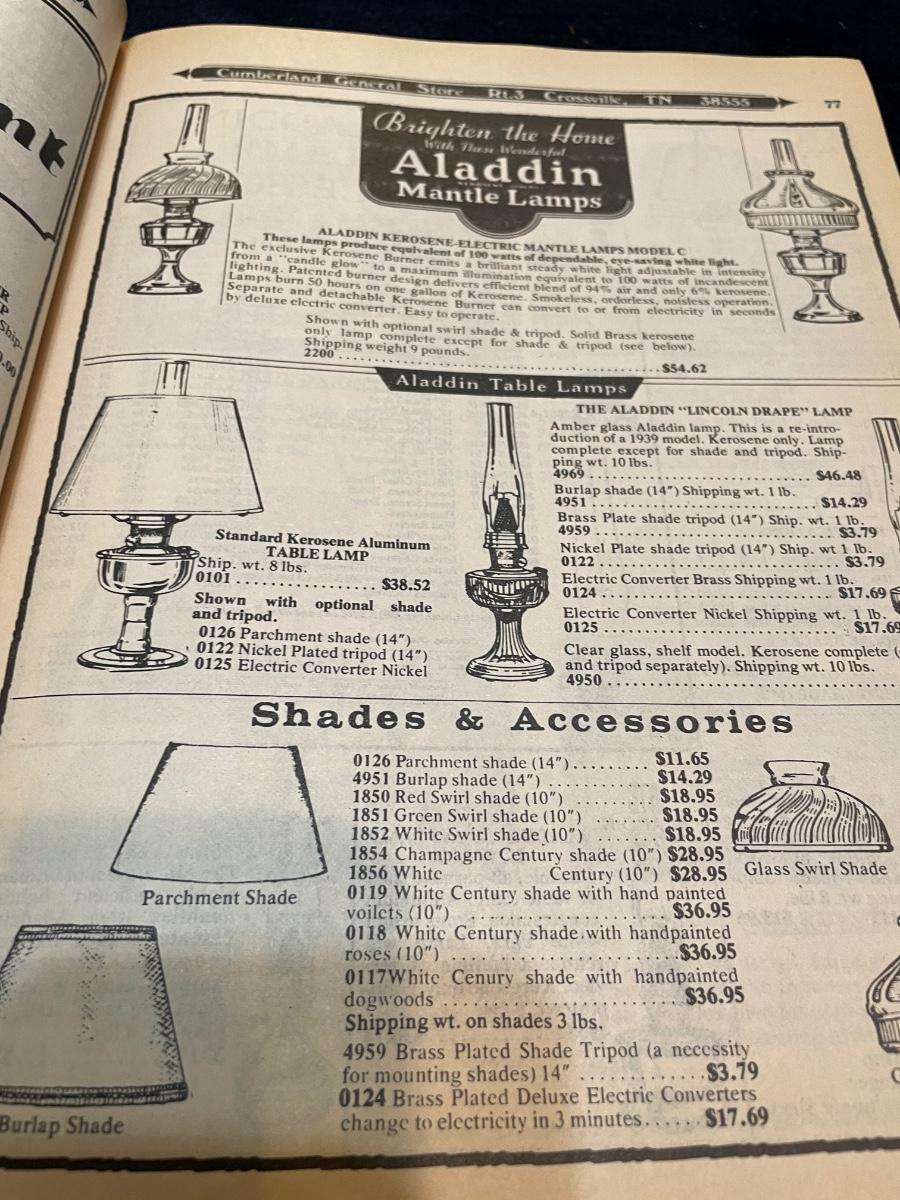 Cumberland General Store Rt.3 Crossville, TN 38555
77
Brighten the Home
With These Wonderful
Aladdin
Mantle Lamps
ALADDIN KEROSENE-ELECTRIC MANTLE LAMPS MODEL C
These lamps produce equivalent of 100 watts of dependable, eye-saving white light.
The exclusive Kerosene Burner emits a brilliant steady white light adjustable in intensity
from a "candle glow" to a maximum illumination equivalent to 100 watts of incandescent
lighting. Patented burner design delivers efficient blend of 94% air and only 6% kerosene.
Lamps burn 50 hours on one gallon of Kerosene. Smokeless, ordorless, noisless operation.
Separate and detachable Kerosene Burner can convert to or from electricity in seconds
by deluxe electric converter. Easy to operate.
Shown with optional swirl shade & tripod. Solid Brass kerosene
only lamp complete except for shade & tripod (see below).
Shipping weight 9 pounds.
2200 ........ $54.62
Aladdin Table Lamps
Standard Kerosene Aluminum
TABLE LAMP
Ship. wt. 8 lbs.
0101 ........ $38.52
Shown with optional shade
and tripod.
0126 Parchment shade (14")
0122 Nickel Plated tripod (14")
0125 Electric Converter Nickel
THE ALADDIN "LINCOLN DRAPE" LAMP
Amber glass Aladdin lamp. This is a re-intro-
duction of a 1939 model. Kerosene only. Lamp
complete except for shade and tripod. Ship-
ping wt. 10 lbs.
4969 ........ $46.48
Burlap shade (14") Shipping wt. 1 lb.
4951 ........ $14.29
Brass Plate shade tripod (14") Ship. wt. 1 lb.
4959 ........ $3.79
Nickel Plate shade tripod (14") Ship. wt 1 lb.
0122 ........ $3.79
Electric Converter Brass Shipping wt. 1 lb.
0124 ........ $17.69
Electric Converter Nickel Shipping wt. 1 lb.
0125 ........ $17.69
Clear glass, shelf model. Kerosene complete (
and tripod separately). Shipping wt. 10 lbs.
4950 ........
Shades & Accessories
0126 Parchment shade (14") ........ $11.65
4951 Burlap shade (14") ........ $14.29
1850 Red Swirl shade (10") ........ $18.95
1851 Green Swirl shade (10") ....... $18.95
1852 White Swirl shade (10") ....... $18.95
1854 Champagne Century shade (10") $28.95
1856 White Century (10") $28.95
0119 White Century shade with hand painted
voilets (10") ........ $36.95
0118 White Century shade with handpainted
roses (10") ........ $36.95
0117White Cenury shade with handpainted
dogwoods ........ $36.95
Shipping wt. on shades 3 lbs.
4959 Brass Plated Shade Tripod (a necessity
for mounting shades) 14" ........ $3.79
0124 Brass Plated Deluxe Electric Converters
change to electricity in 3 minutes...... $17.69
Parchment Shade
Glass Swirl Shade
Burlap Shade